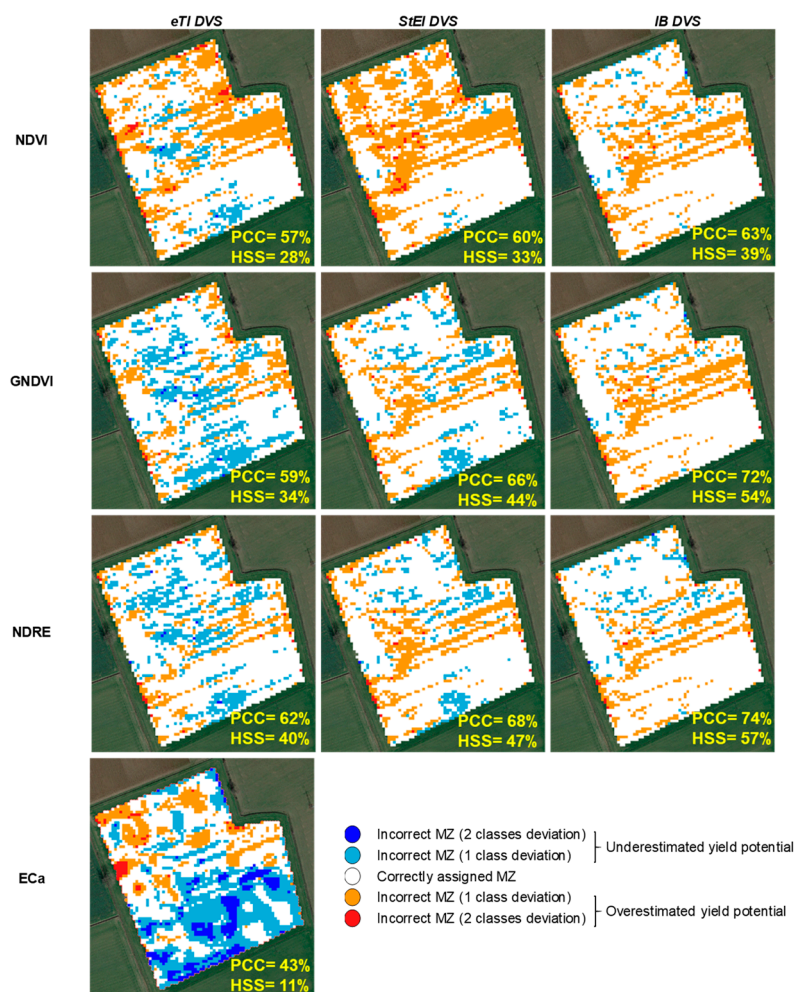 eTI DVS
StEI DVS
IB DVS
NDVI
PCC= 57%
HSS= 28%
PCC= 60%
HSS= 33%
PCC= 63%
HSS= 39%
GNDVI
PCC= 59%
HSS= 34%
PCC= 66%
HSS= 44%
PCC= 72%
HSS= 54%
NDRE
PCC= 62%
HSS= 40%
PCC= 68%
HSS= 47%
PCC= 74%
HSS= 57%
ECa
PCC= 43%
HSS= 11%
Incorrect MZ (2 classes deviation)
Incorrect MZ (1 class deviation)
Underestimated yield potential
Correctly assigned MZ
Incorrect MZ (1 class deviation)
Incorrect MZ (2 classes deviation)
Overestimated yield potential